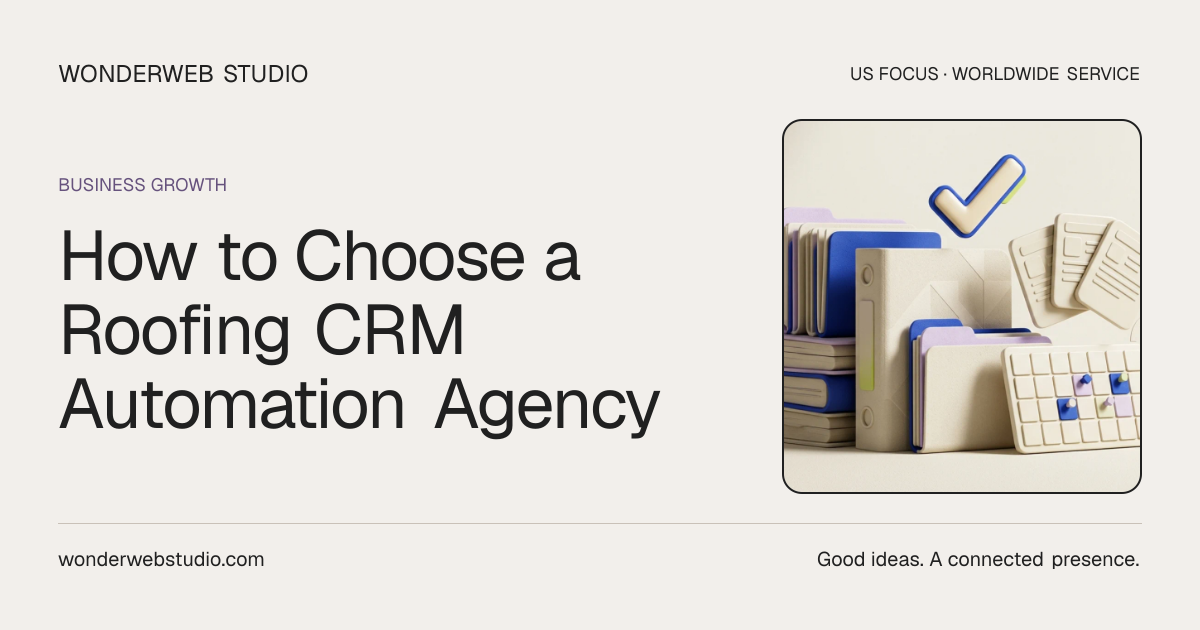 WONDERWEB STUDIO
US FOCUS · WORLDWIDE SERVICE
BUSINESS GROWTH
How to Choose a
Roofing CRM
Automation Agency
wonderwebstudio.com
Good ideas. A connected presence.